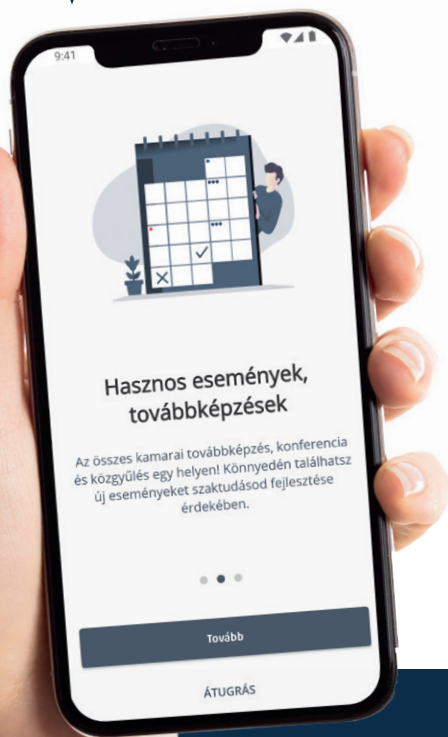 9:41
Hasznos események,
továbbképzések
Az összes kamarai továbbképzés, konferencia
és közgyűlés egy helyen! Könnyedén találhatsz
új eseményeket szaktudásod fejlesztése
érdekében.
Tovább
ÁTUGRÁS